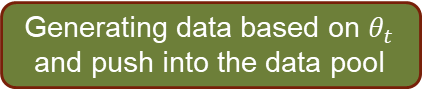 Generating data based on θₜ
and push into the data pool